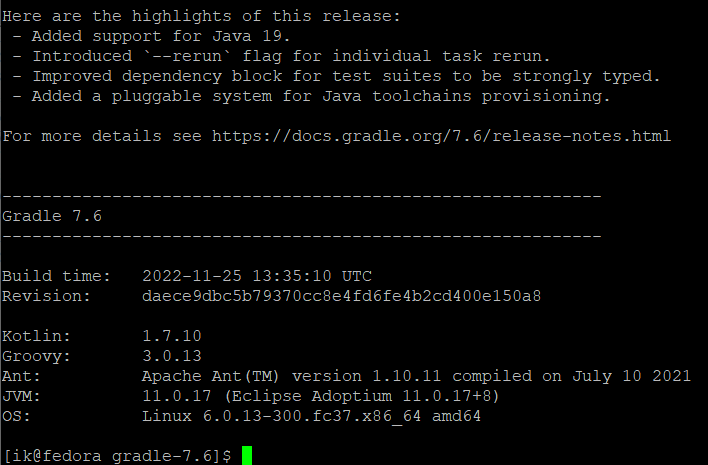 Here are the highlights of this release:
 - Added support for Java 19.
 - Introduced `--rerun` flag for individual task rerun.
 - Improved dependency block for test suites to be strongly typed.
 - Added a pluggable system for Java toolchains provisioning.
For more details see https://docs.gradle.org/7.6/release-notes.html
------------------------------------------------------------
Gradle 7.6
------------------------------------------------------------
Build time:   2022-11-25 13:35:10 UTC
Revision:     daece9dbc5b79370cc8e4fd6fe4b2cd400e150a8
Kotlin:       1.7.10
Groovy:       3.0.13
Ant:          Apache Ant(TM) version 1.10.11 compiled on July 10 2021
JVM:          11.0.17 (Eclipse Adoptium 11.0.17+8)
OS:           Linux 6.0.13-300.fc37.x86_64 amd64
[ik@fedora gradle-7.6]$